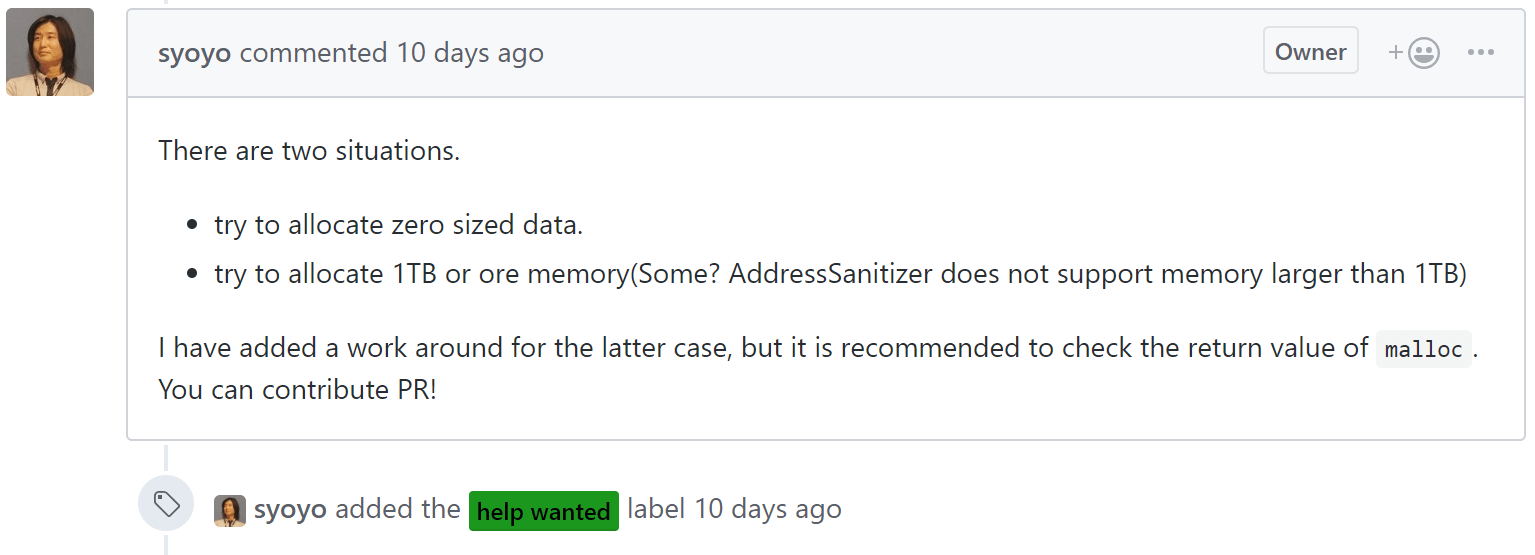 syoyo commented 10 days ago Owner
There are two situations.
try to allocate zero sized data.
try to allocate 1TB or ore memory(Some? AddressSanitizer does not support memory larger than 1TB)
I have added a work around for the latter case, but it is recommended to check the return value of malloc.
You can contribute PR!
syoyo added the help wanted label 10 days ago